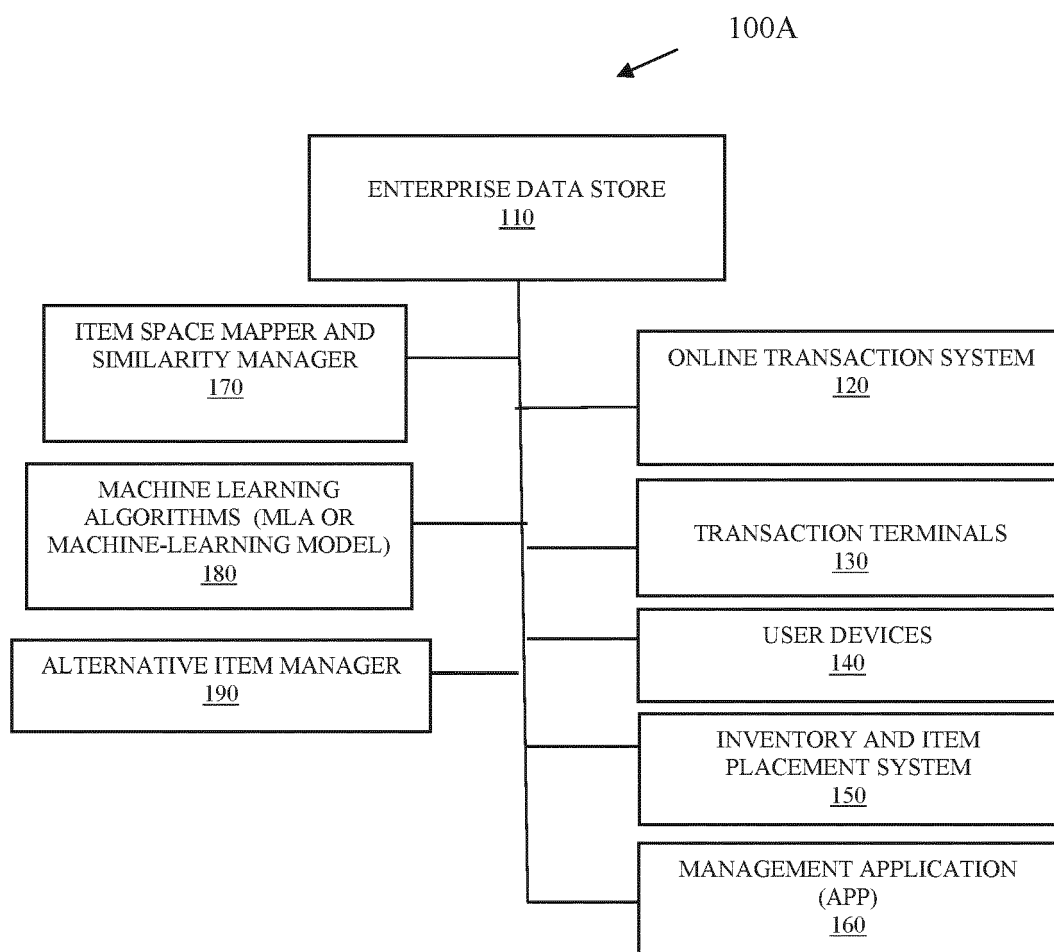 100A
ENTERPRISE DATA STORE
110
ITEM SPACE MAPPER AND
SIMILARITY MANAGER
170
MACHINE LEARNING
ALGORITHMS (MLA OR
MACHINE-LEARNING MODEL)
180
ALTERNATIVE ITEM MANAGER
190
ONLINE TRANSACTION SYSTEM
120
TRANSACTION TERMINALS
130
USER DEVICES
140
INVENTORY AND ITEM
PLACEMENT SYSTEM
150
MANAGEMENT APPLICATION
(APP)
160